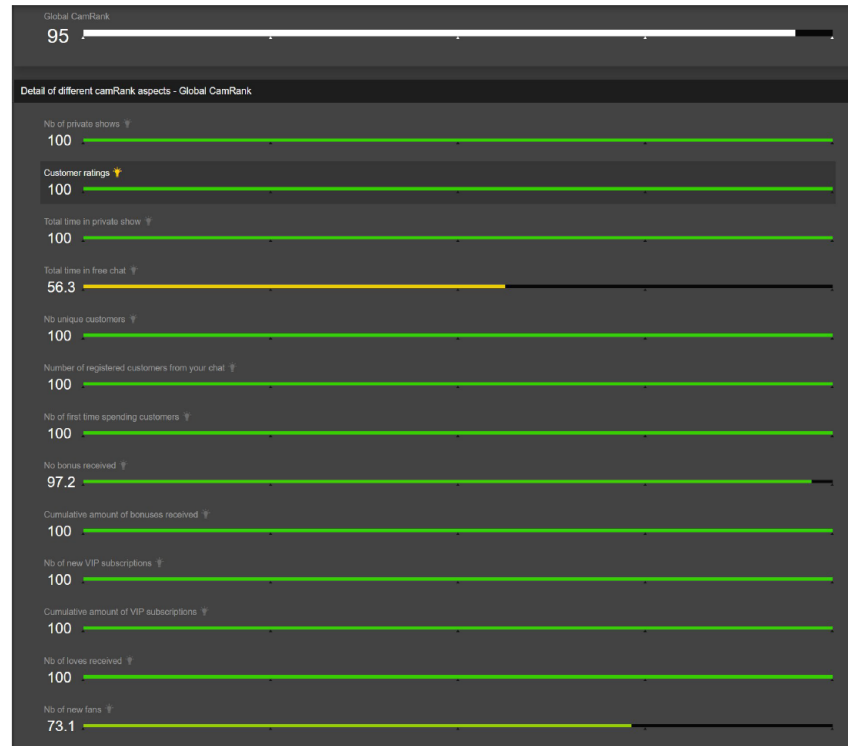 Global CamRank
95
Detail of different camRank aspects - Global CamRank
Nb of private shows
100
Customer ratings
100
Total time in private show
100
Total time in free chat
56.3
Nb unique customers
100
Number of registered customers from your chat
100
Nb of first time spending customers
100
No bonus received
97.2
Cumulative amount of bonuses received
100
Nb of new VIP subscriptions
100
Cumulative amount of VIP subscriptions
100
Nb of loves received
100
Nb of new fans
73.1